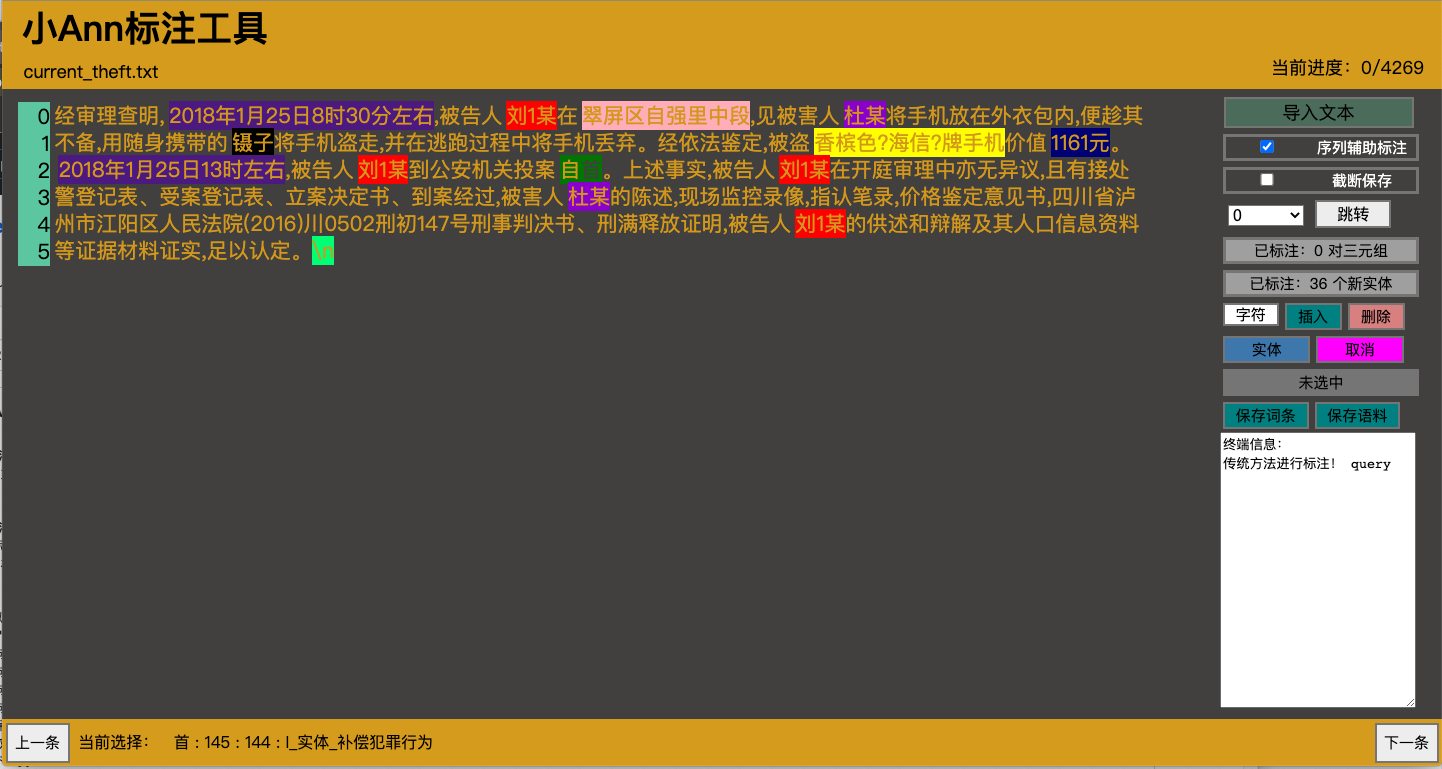 小Ann标注工具
current_theft.txt
当前进度：0/4269
0 经审理查明,2018年1月25日8时30分左右,被告人 刘1某在 翠屏区自强里中段,见被害人 杜某将手机放在外衣包内,便趁其
1 不备,用随身携带的 镊子将手机盗走,并在逃跑过程中将手机丢弃。经依法鉴定,被盗 香槟色?海信?牌手机价值 1161元。
2 2018年1月25日13时左右,被告人 刘1某到公安机关投案 自首。上述事实,被告人 刘1某在开庭审理中亦无异议,且有接处
3 警登记表、受案登记表、立案决定书、到案经过,被害人 杜某的陈述,现场监控录像,指认笔录,价格鉴定意见书,四川省泸
4 州市江阳区人民法院(2016)川0502刑初147号刑事判决书、刑满释放证明,被告人 刘1某的供述和辩解及其人口信息资料
5 等证据材料证实,足以认定。\n
导入文本
序列辅助标注
截断保存
0 跳转
已标注：0 对三元组
已标注：36 个新实体
字符 插入 删除
实体 取消
未选中
保存词条 保存语料
终端信息：
传统方法进行标注！ query
上一条 当前选择： 首 : 145 : 144 : I_实体_补偿犯罪行为
下一条